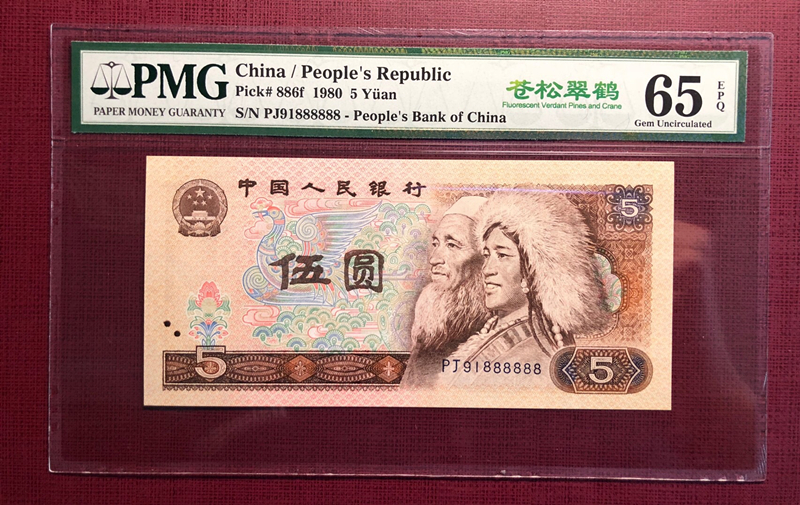 PMG
PAPER MONEY GUARANTY
China / People's Republic
Pick# 886f 1980 5 Yüan
S/N PJ91888888 - People's Bank of China
苍松翠鹤
Fluorescent Verdant Pines and Crane
65 EPQ
Gem Uncirculated
中国人民银行
5
伍圆
5
PJ91888888
5